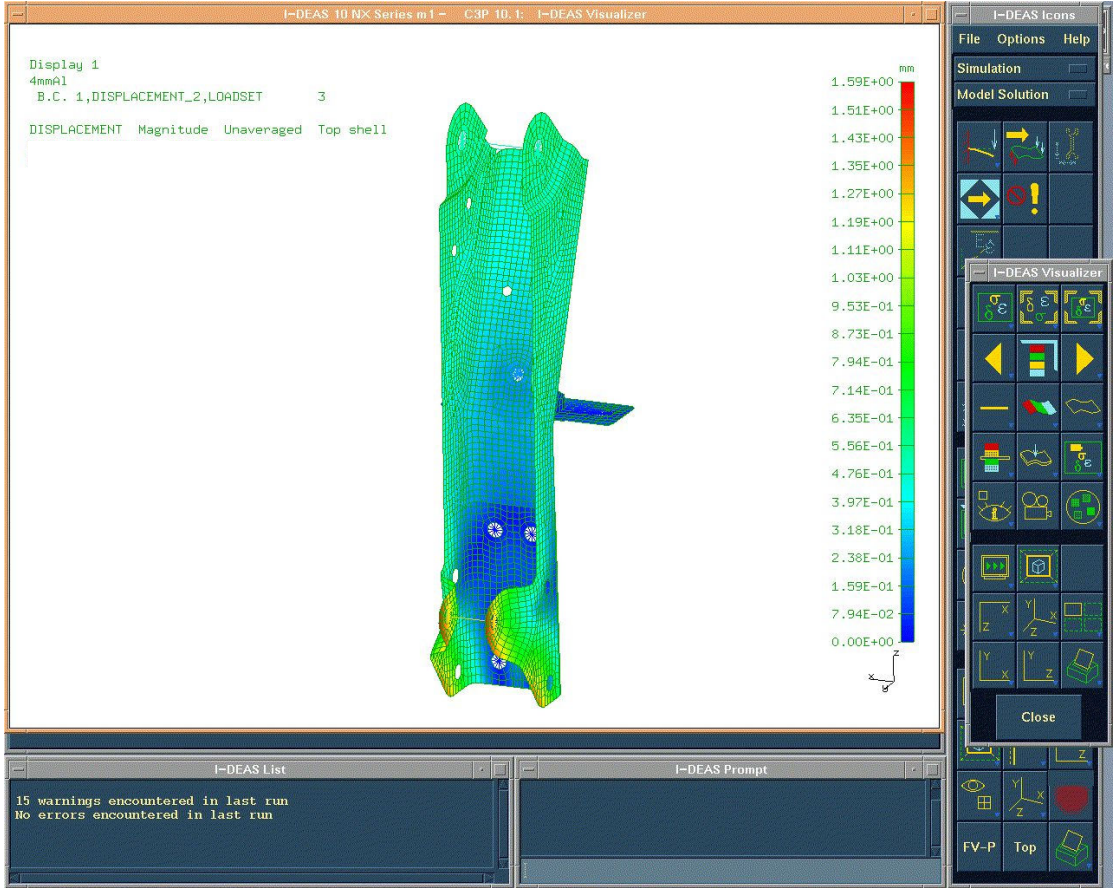 I-DEAS 10 NX Series m1 - C3P 10.1: I-DEAS Visualizer
Display 1
4mmAl
B.C. 1,DISPLACEMENT_2,LOADSET 3
DISPLACEMENT Magnitude Unaveraged Top shell
mm
1.59E+00
1.51E+00
1.43E+00
1.35E+00
1.27E+00
1.19E+00
1.11E+00
1.03E+00
9.53E-01
8.73E-01
7.94E-01
7.14E-01
6.35E-01
5.56E-01
4.76E-01
3.97E-01
3.18E-01
2.38E-01
1.59E-01
7.94E-02
0.00E+00
z
x
y
I-DEAS Icons
File Options Help
Simulation
Model Solution
I-DEAS Visualizer
σ
δ ε
δ ε
σ
σ
δ ε
σ
δ ε
i
X
Z
Y
X
Z
Y
X
Y
Z
Close
Z
Y
X
Z
FV-P Top
I-DEAS List
15 warnings encountered in last run
No errors encountered in last run
I-DEAS Prompt